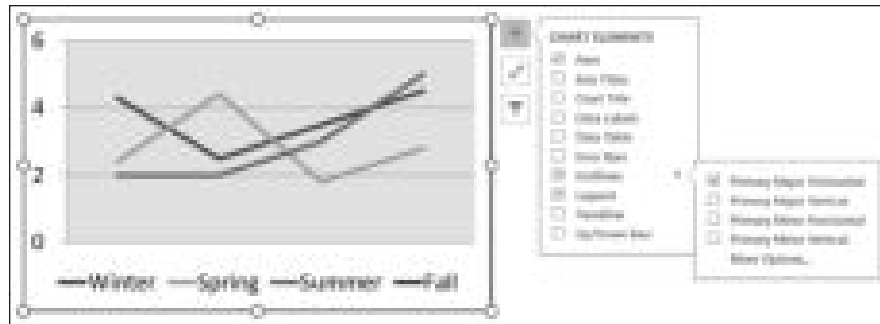 6
4
2
0
Winter Spring Summer Fall
CHART ELEMENTS
Axes
Axis Titles
Chart Title
Data Labels
Data Table
Error Bars
Gridlines
Legend
Trendline
Up/Down Bars
Primary Major Horizontal
Primary Major Vertical
Primary Minor Horizontal
Primary Minor Vertical
More Options...